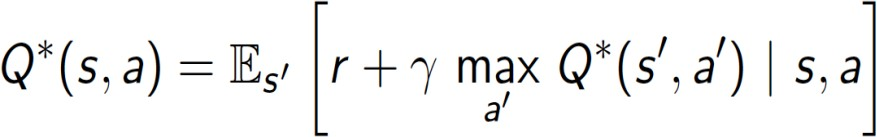 Q*(s, a) = 𝔼_{s′} [ r + γ max_{a′} Q*(s′, a′) | s, a ]